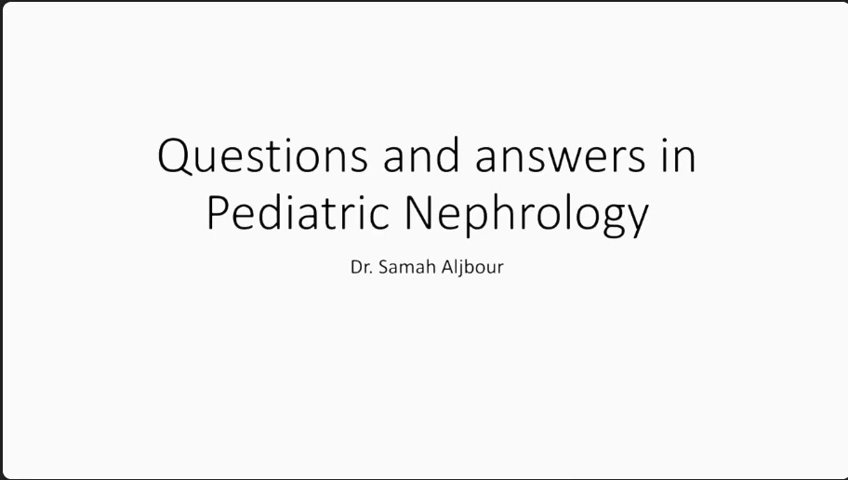 Questions and answers in
Pediatric Nephrology
Dr. Samah Aljbour